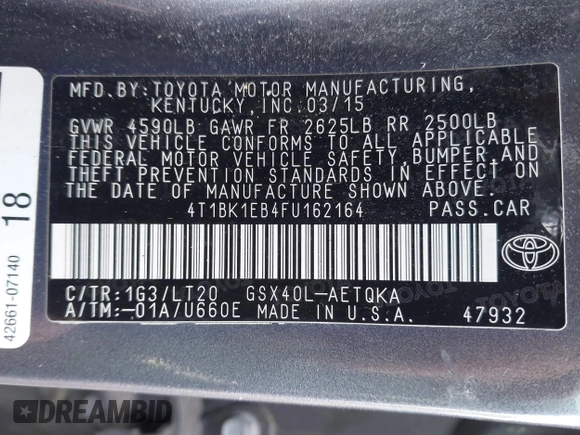 MFD.BY:TOYOTA MOTOR MANUFACTURING,
KENTUCKY, INC. 03/15
GVWR 4590LB GAWR FR 2625LB RR 2500LB
THIS VEHICLE CONFORMS TO ALL APPLICABLE
FEDERAL MOTOR VEHICLE SAFETY, BUMPER, AND
THEFT PREVENTION STANDARDS IN EFFECT ON
THE DATE OF MANUFACTURE SHOWN ABOVE.
4T1BK1EB4FU162164 PASS.CAR
C/TR:1G3/LT20 GSX40L-AETQKA
A/TM:-01A/U660E MADE IN U.S.A. 47932
TOYOTA
18
42661-07140
DREAMBID